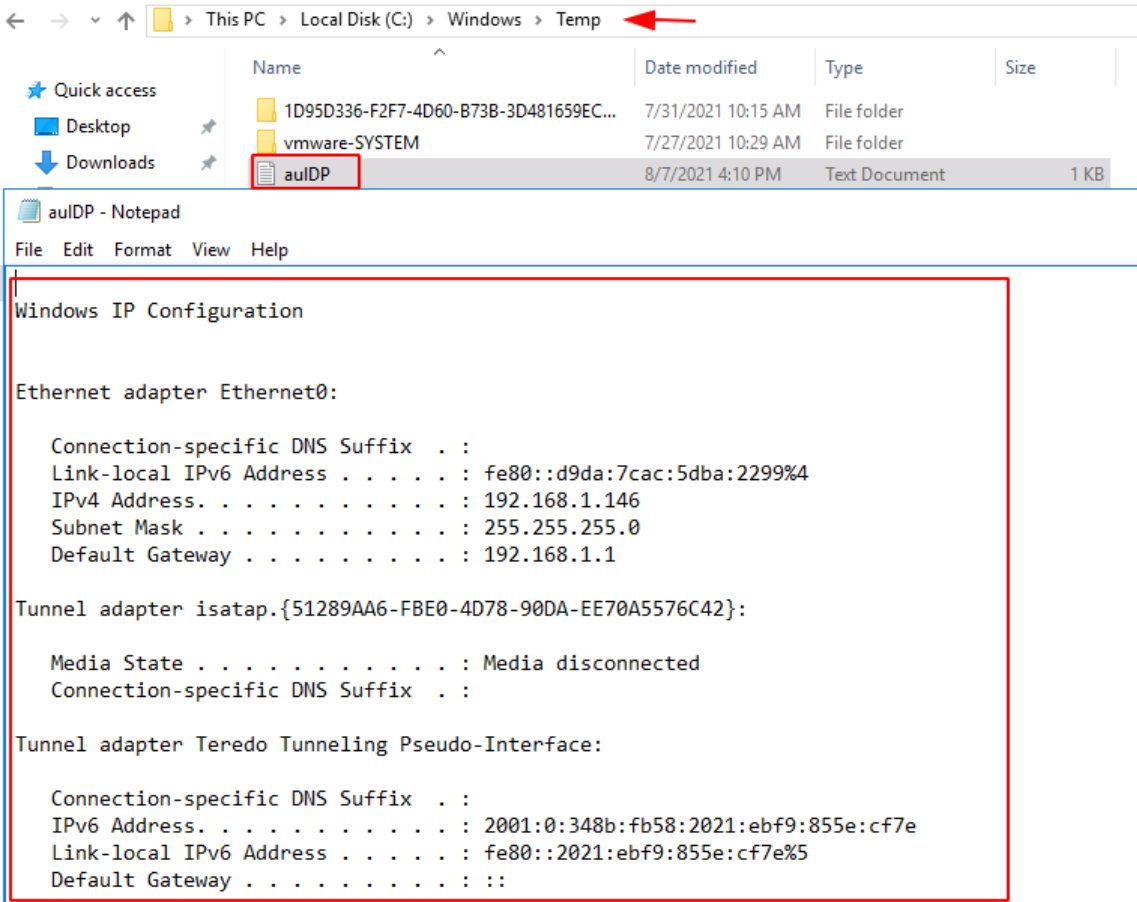 This PC > Local Disk (C:) > Windows > Temp
Name Date modified Type Size
Quick access
Desktop
Downloads
1D95D336-F2F7-4D60-B73B-3D481659EC... 7/31/2021 10:15 AM File folder
vmware-SYSTEM 7/27/2021 10:29 AM File folder
auIDP 8/7/2021 4:10 PM Text Document 1 KB
auIDP - Notepad
File Edit Format View Help
Windows IP Configuration
Ethernet adapter Ethernet0:
Connection-specific DNS Suffix . :
Link-local IPv6 Address . . . . . : fe80::d9da:7cac:5dba:2299%4
IPv4 Address. . . . . . . . . . . : 192.168.1.146
Subnet Mask . . . . . . . . . . . : 255.255.255.0
Default Gateway . . . . . . . . . : 192.168.1.1
Tunnel adapter isatap.{51289AA6-FBE0-4D78-90DA-EE70A5576C42}:
Media State . . . . . . . . . . . : Media disconnected
Connection-specific DNS Suffix . :
Tunnel adapter Teredo Tunneling Pseudo-Interface:
Connection-specific DNS Suffix . :
IPv6 Address. . . . . . . . . . . : 2001:0:348b:fb58:2021:ebf9:855e:cf7e
Link-local IPv6 Address . . . . . : fe80::2021:ebf9:855e:cf7e%5
Default Gateway . . . . . . . . . : ::